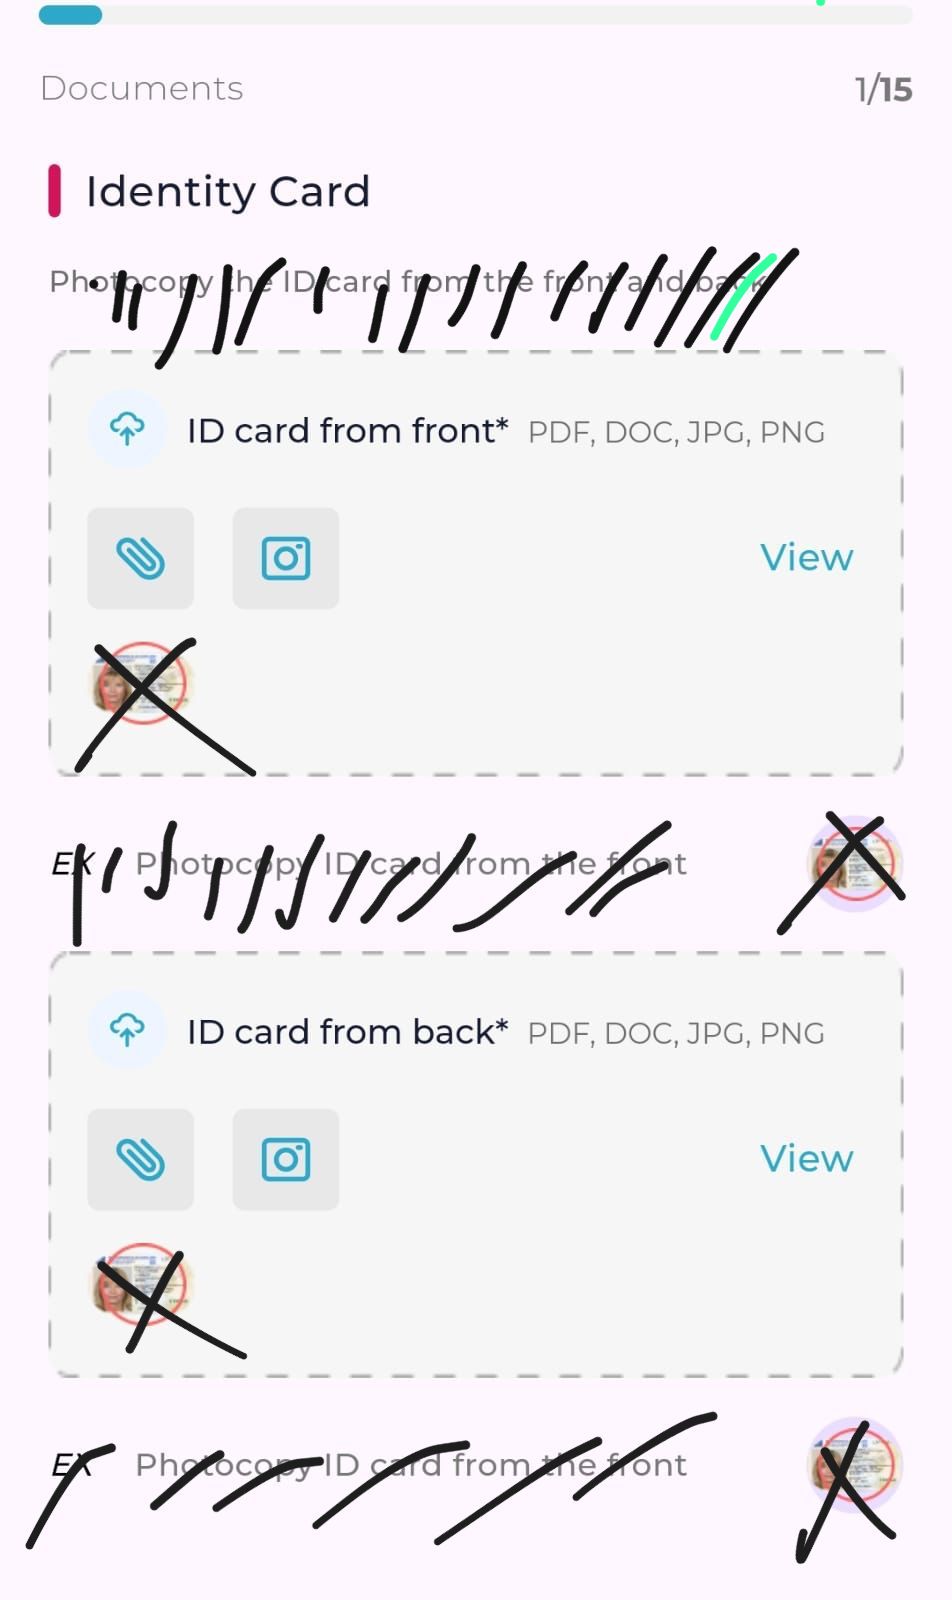 Documents
1/15
Identity Card
Photocopy the ID card from the front and back
ID card from front* PDF, DOC, JPG, PNG
View
EX Photocopy ID card from the front
ID card from back* PDF, DOC, JPG, PNG
View
EX Photocopy ID card from the front